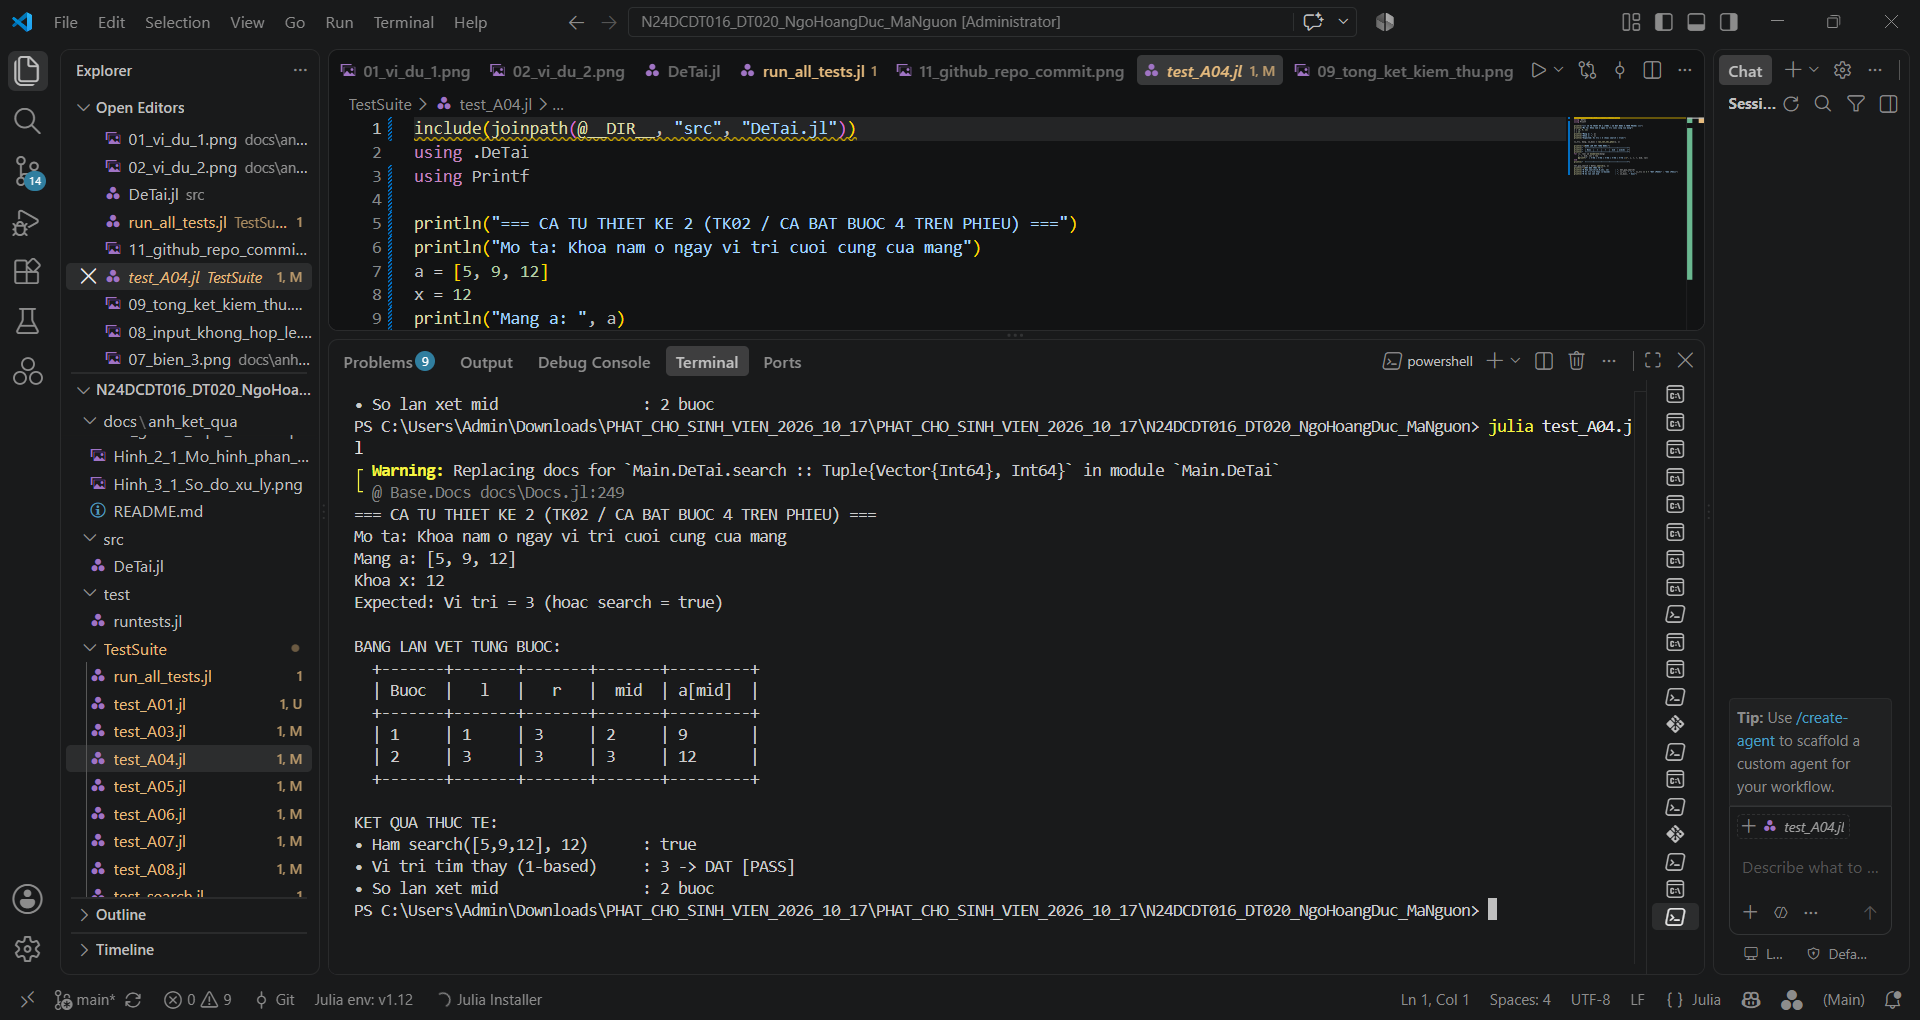 File Edit Selection View Go Run Terminal Help
N24DCDT016_DT020_NgoHoangDuc_MaNguon [Administrator]
Explorer
Open Editors
01_vi_du_1.png docs\an...
02_vi_du_2.png docs\an...
DeTai.jl src
run_all_tests.jl TestSu... 1
11_github_repo_commi...
test_A04.jl TestSuite 1, M
09_tong_ket_kiem_thu....
08_input_khong_hop_le....
07_bien_3.png docs\anh...
N24DCDT016_DT020_NgoHoa...
docs\anh_ket_qua
Hinh_2_1_Mo_hinh_phan_...
Hinh_3_1_So_do_xu_ly.png
README.md
src
DeTai.jl
test
runtests.jl
TestSuite
run_all_tests.jl 1
test_A01.jl 1, U
test_A03.jl 1, M
test_A04.jl 1, M
test_A05.jl 1, M
test_A06.jl 1, M
test_A07.jl 1, M
test_A08.jl 1, M
test_search.jl 1
Outline
Timeline
14
01_vi_du_1.png 02_vi_du_2.png DeTai.jl run_all_tests.jl 1 11_github_repo_commit.png test_A04.jl 1, M 09_tong_ket_kiem_thu.png
TestSuite > test_A04.jl > ...
1 include(joinpath(@__DIR__, "src", "DeTai.jl"))
2 using .DeTai
3 using Printf
4
5 println("=== CA TU THIET KE 2 (TK02 / CA BAT BUOC 4 TREN PHIEU) ===")
6 println("Mo ta: Khoa nam o ngay vi tri cuoi cung cua mang")
7 a = [5, 9, 12]
8 x = 12
9 println("Mang a: ", a)
Problems 9 Output Debug Console Terminal Ports
powershell
• So lan xet mid : 2 buoc
PS C:\Users\Admin\Downloads\PHAT_CHO_SINH_VIEN_2026_10_17\PHAT_CHO_SINH_VIEN_2026_10_17\N24DCDT016_DT020_NgoHoangDuc_MaNguon> julia test_A04.j
l
┌ Warning: Replacing docs for `Main.DeTai.search :: Tuple{Vector{Int64}, Int64}` in module `Main.DeTai`
└ @ Base.Docs docs\Docs.jl:249
=== CA TU THIET KE 2 (TK02 / CA BAT BUOC 4 TREN PHIEU) ===
Mo ta: Khoa nam o ngay vi tri cuoi cung cua mang
Mang a: [5, 9, 12]
Khoa x: 12
Expected: Vi tri = 3 (hoac search = true)
BANG LAN VET TUNG BUOC:
+-------+-------+-------+-------+---------+
| Buoc | l | r | mid | a[mid] |
+-------+-------+-------+-------+---------+
| 1 | 1 | 3 | 2 | 9 |
| 2 | 3 | 3 | 3 | 12 |
+-------+-------+-------+-------+---------+
KET QUA THUC TE:
• Ham search([5,9,12], 12) : true
• Vi tri tim thay (1-based) : 3 -> DAT [PASS]
• So lan xet mid : 2 buoc
PS C:\Users\Admin\Downloads\PHAT_CHO_SINH_VIEN_2026_10_17\PHAT_CHO_SINH_VIEN_2026_10_17\N24DCDT016_DT020_NgoHoangDuc_MaNguon>
Chat
Sessi...
Tip: Use /create-
agent to scaffold a
custom agent for
your workflow.
test_A04.jl
Describe what to ...
L... Defa...
main* 0 9 Git Julia env: v1.12 Julia Installer
Ln 1, Col 1 Spaces: 4 UTF-8 LF { } Julia (Main)